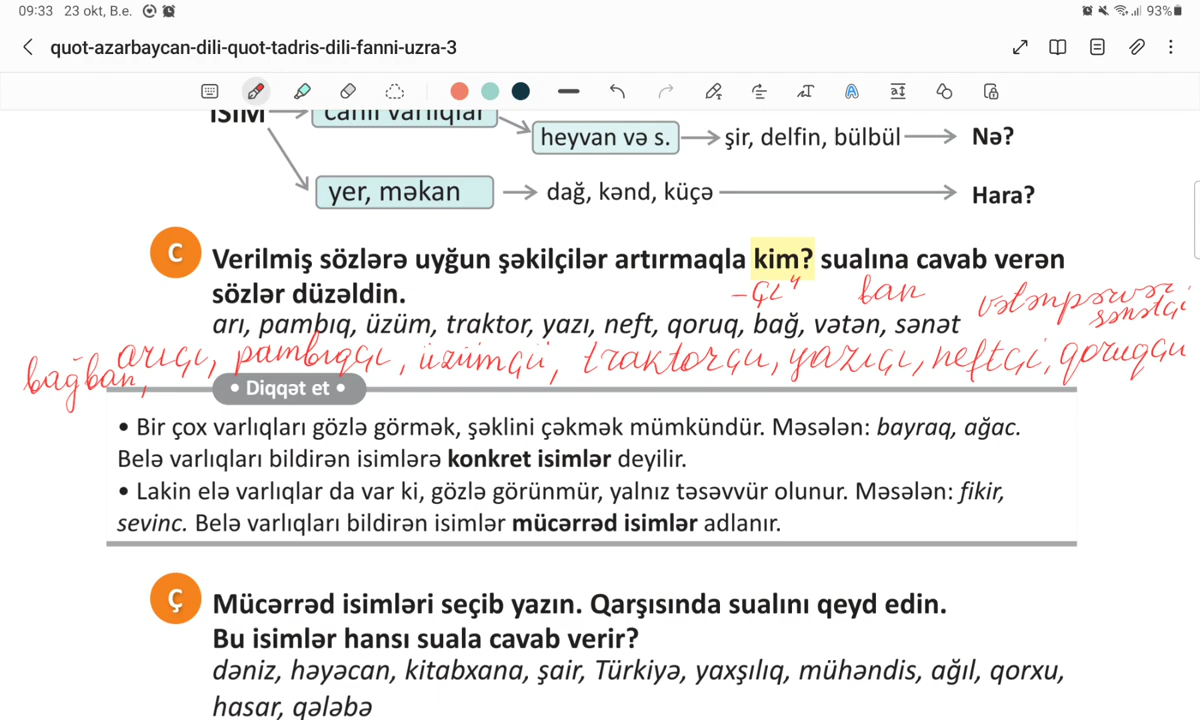 09:33 23 okt, B.e. 93%
quot-azarbaycan-dili-quot-tadris-dili-fanni-uzra-3
İSİM canlı varlıqlar
heyvan və s. şir, delfin, bülbül Nə?
yer, məkan dağ, kənd, küçə Hara?
C Verilmiş sözlərə uyğun şəkilçilər artırmaqla kim? sualına cavab verən
sözlər düzəldin.
-çı⁴ ban vətənpərvər
sənətçi
arı, pambıq, üzüm, traktor, yazı, neft, qoruq, bağ, vətən, sənət
arıçı, pambıqçı, üzümçü, traktorçu, yazıçı, neftçi, qoruqçu
bağban,
• Diqqət et •
• Bir çox varlıqları gözlə görmək, şəklini çəkmək mümkündür. Məsələn: bayraq, ağac.
Belə varlıqları bildirən isimlərə konkret isimlər deyilir.
• Lakin elə varlıqlar da var ki, gözlə görünmür, yalnız təsəvvür olunur. Məsələn: fikir,
sevinc. Belə varlıqları bildirən isimlər mücərrəd isimlər adlanır.
Ç Mücərrəd isimləri seçib yazın. Qarşısında sualını qeyd edin.
Bu isimlər hansı suala cavab verir?
dəniz, həyəcan, kitabxana, şair, Türkiyə, yaxşılıq, mühəndis, ağıl, qorxu,
hasar, qələbə